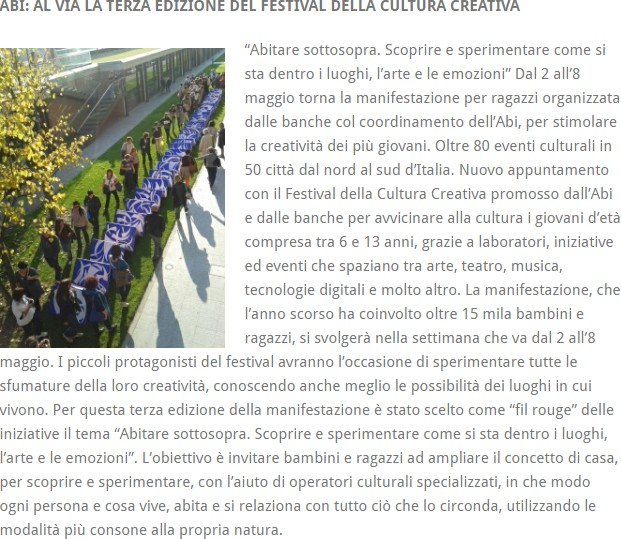 ABI: AL VIA LA TERZA EDIZIONE DEL FESTIVAL DELLA CULTURA CREATIVA
“Abitare sottosopra. Scoprire e sperimentare come si
sta dentro i luoghi, l’arte e le emozioni” Dal 2 all’8
maggio torna la manifestazione per ragazzi organizzata
dalle banche col coordinamento dell’Abi, per stimolare
la creatività dei più giovani. Oltre 80 eventi culturali in
50 città dal nord al sud d’Italia. Nuovo appuntamento
con il Festival della Cultura Creativa promosso dall’Abi
e dalle banche per avvicinare alla cultura i giovani d’età
compresa tra 6 e 13 anni, grazie a laboratori, iniziative
ed eventi che spaziano tra arte, teatro, musica,
tecnologie digitali e molto altro. La manifestazione, che
l’anno scorso ha coinvolto oltre 15 mila bambini e
ragazzi, si svolgerà nella settimana che va dal 2 all’8
maggio. I piccoli protagonisti del festival avranno l’occasione di sperimentare tutte le
sfumature della loro creatività, conoscendo anche meglio le possibilità dei luoghi in cui
vivono. Per questa terza edizione della manifestazione è stato scelto come “fil rouge” delle
iniziative il tema “Abitare sottosopra. Scoprire e sperimentare come si sta dentro i luoghi,
l’arte e le emozioni”. L’obiettivo è invitare bambini e ragazzi ad ampliare il concetto di casa,
per scoprire e sperimentare, con l’aiuto di operatori culturali specializzati, in che modo
ogni persona e cosa vive, abita e si relaziona con tutto ciò che lo circonda, utilizzando le
modalità più consone alla propria natura.